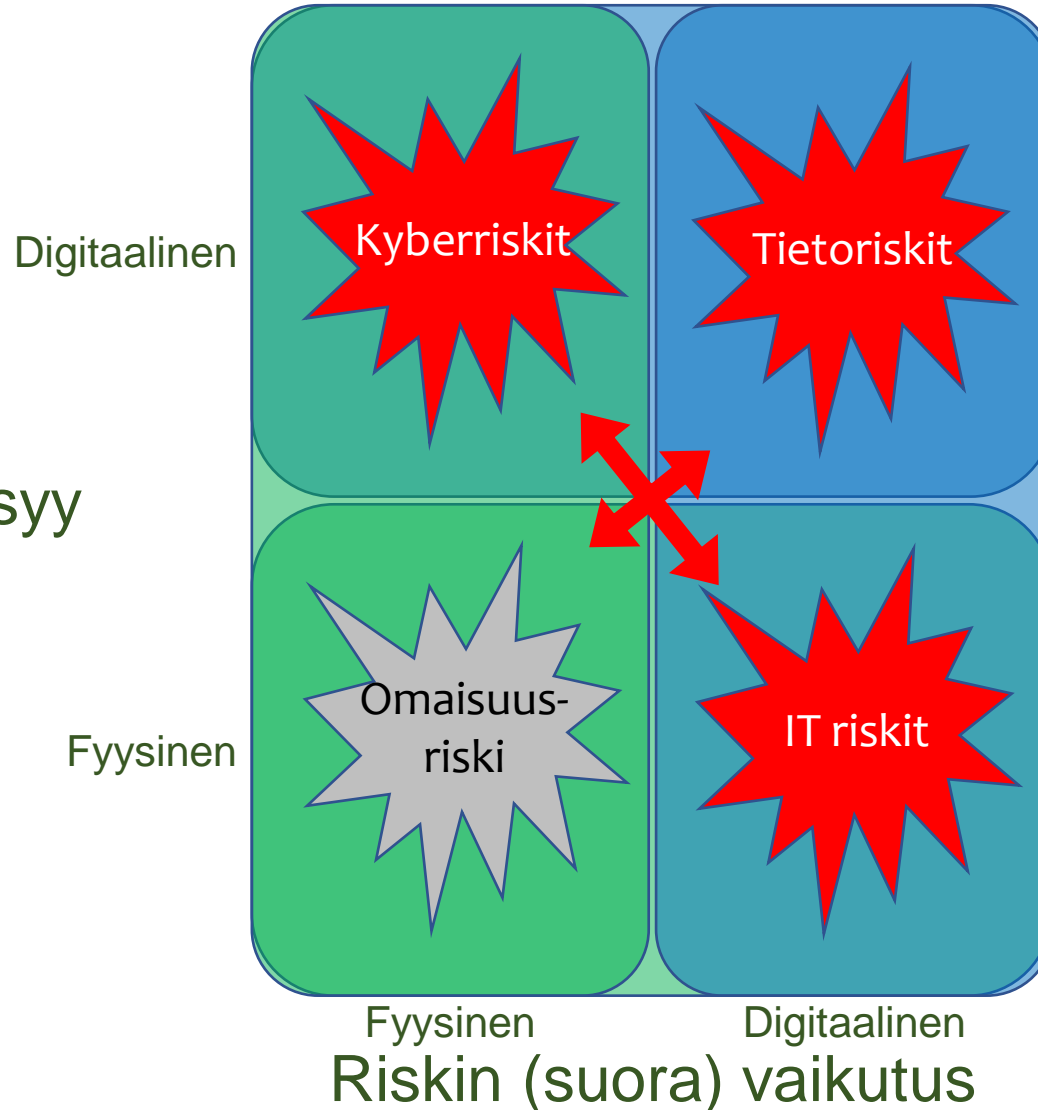 Kyberriskit
Tietoriskit
Digitaalinen
syy
Omaisuus-
riski
IT riskit
Fyysinen
Fyysinen
Digitaalinen
Riskin (suora) vaikutus